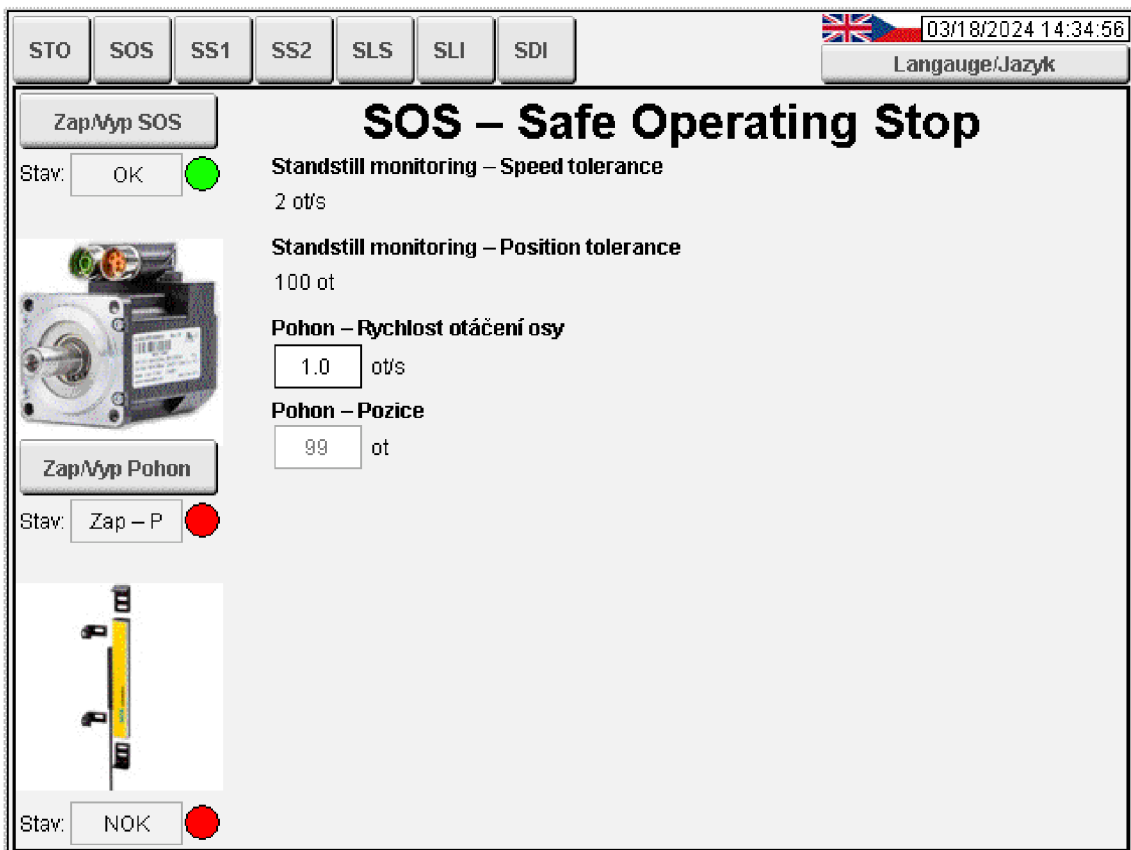 STO SOS SS1 SS2 SLS SLI SDI
03/18/2024 14:34:56
Langauge/Jazyk
Zap/Vyp SOS
SOS – Safe Operating Stop
Stav: OK
Standstill monitoring – Speed tolerance
2 ot/s
Standstill monitoring – Position tolerance
100 ot
Pohon – Rychlost otáčení osy
1.0 ot/s
Pohon – Pozice
99 ot
Zap/Vyp Pohon
Stav: Zap – P
Stav: NOK